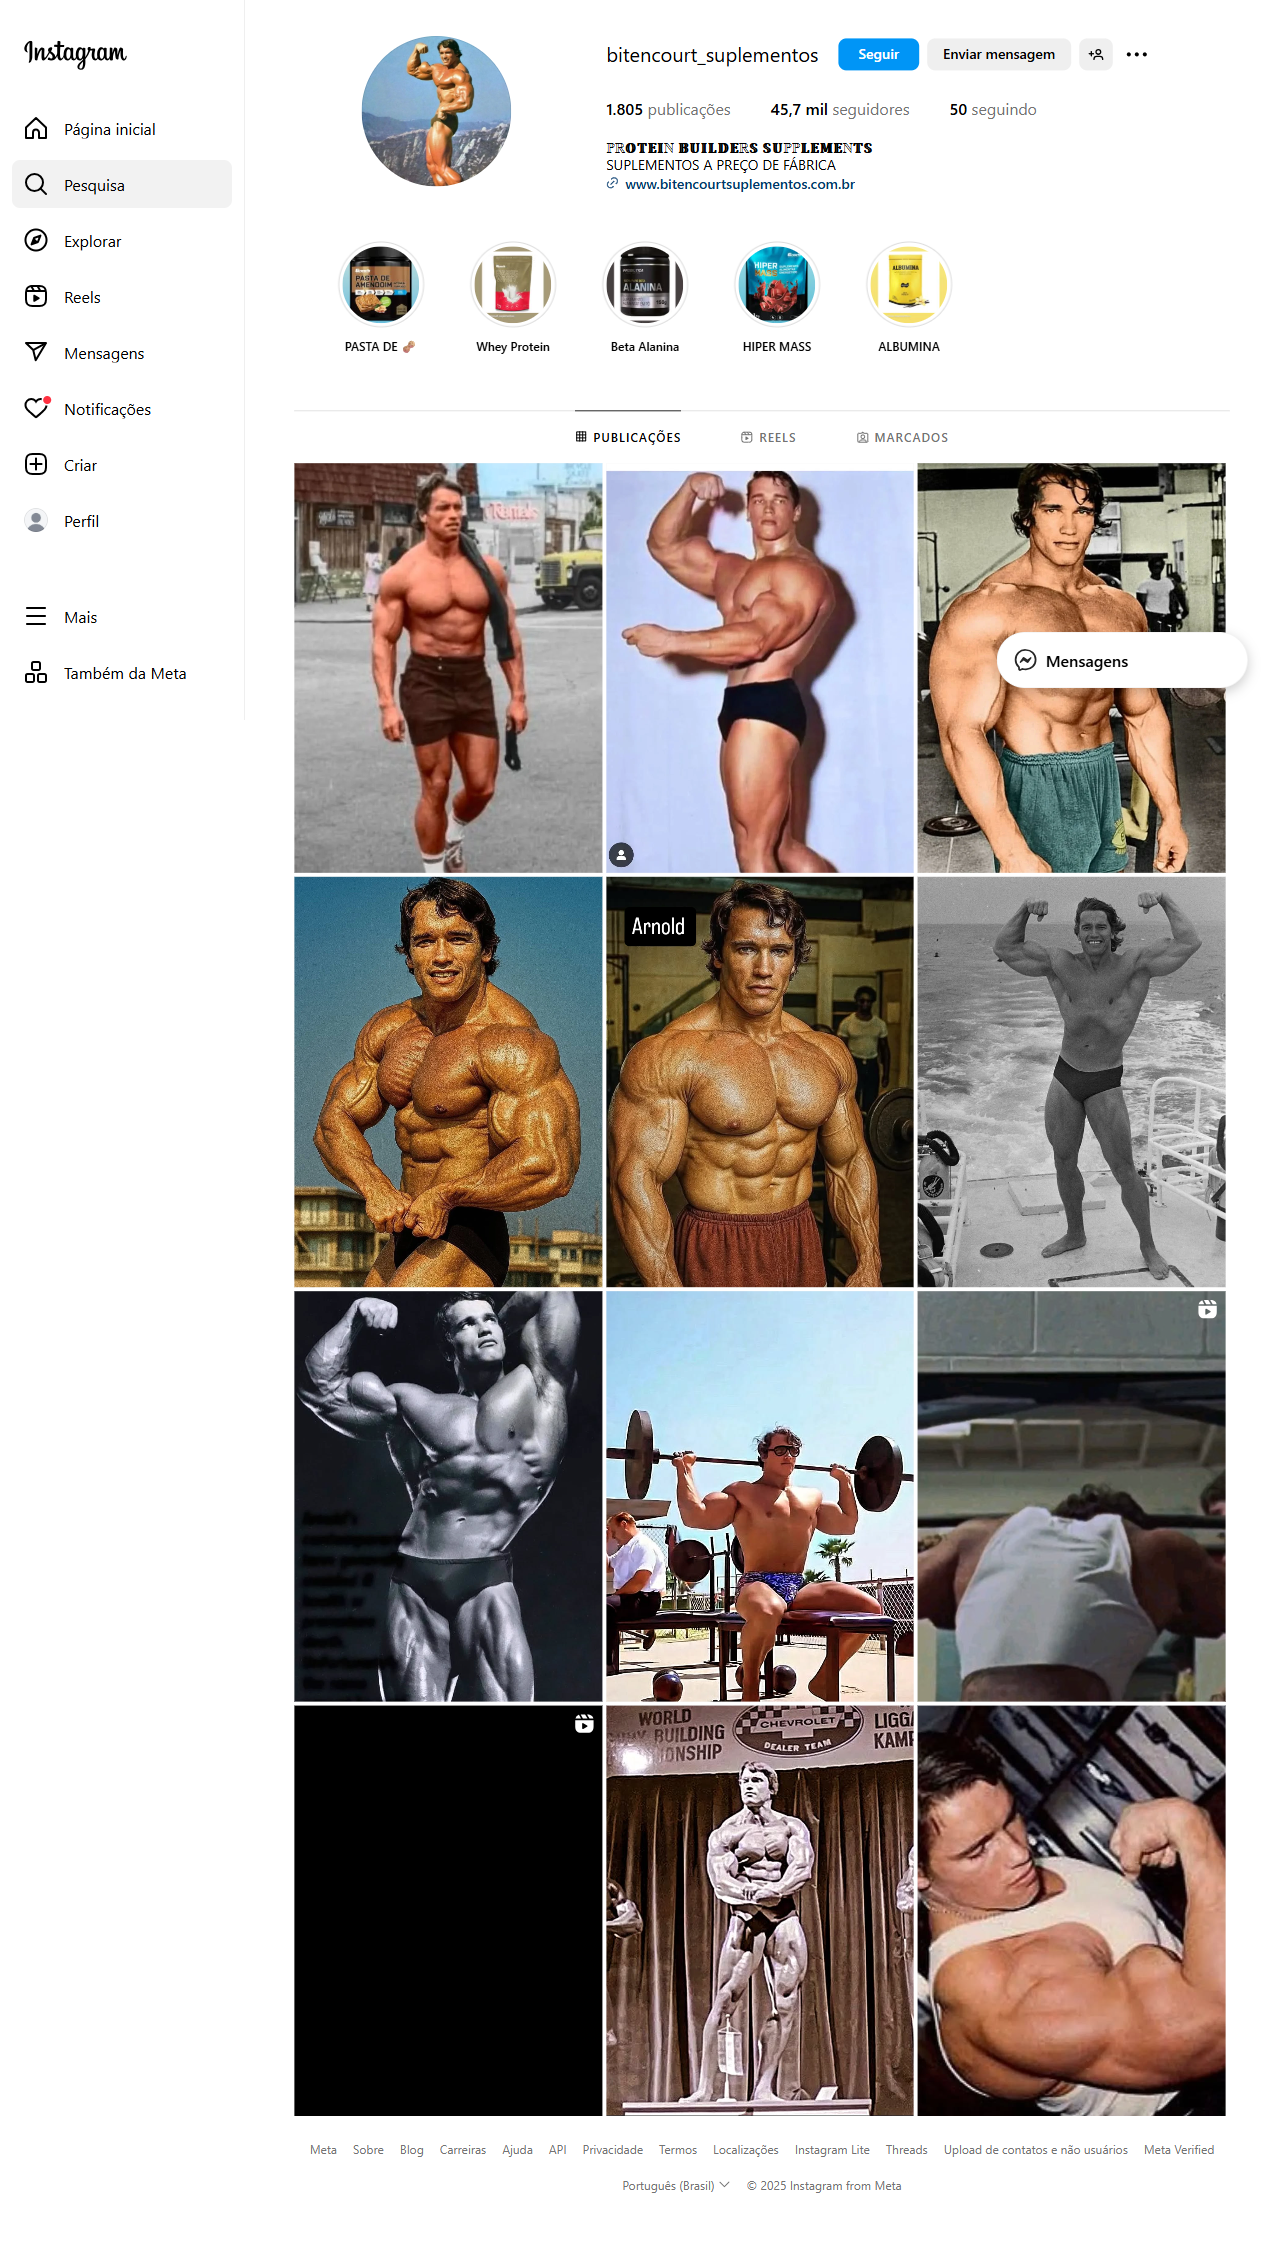 Instagram
Página inicial
Pesquisa
Explorar
Reels
Mensagens
Notificações
Criar
Perfil
Mais
Também da Meta
bitencourt_suplementos
Seguir
Enviar mensagem
1.805 publicações
45,7 mil seguidores
50 seguindo
PROTEIN BUILDERS SUPPLEMENTS
SUPLEMENTOS A PREÇO DE FÁBRICA
www.bitencourtsuplementos.com.br
PASTA DE
AMENDOIM
ALANINA
HIPER
MASS
ALBUMINA
PASTA DE 🥜
Whey Protein
Beta Alanina
HIPER MASS
ALBUMINA
PUBLICAÇÕES
REELS
MARCADOS
Rentals
Mensagens
Arnold
Arnold's
WORLD
BUILDING
CHEVROLET
DEALER TEAM
Meta
Sobre
Blog
Carreiras
Ajuda
API
Privacidade
Termos
Localizações
Instagram Lite
Threads
Upload de contatos e não usuários
Meta Verified
Português (Brasil)
© 2025 Instagram from Meta